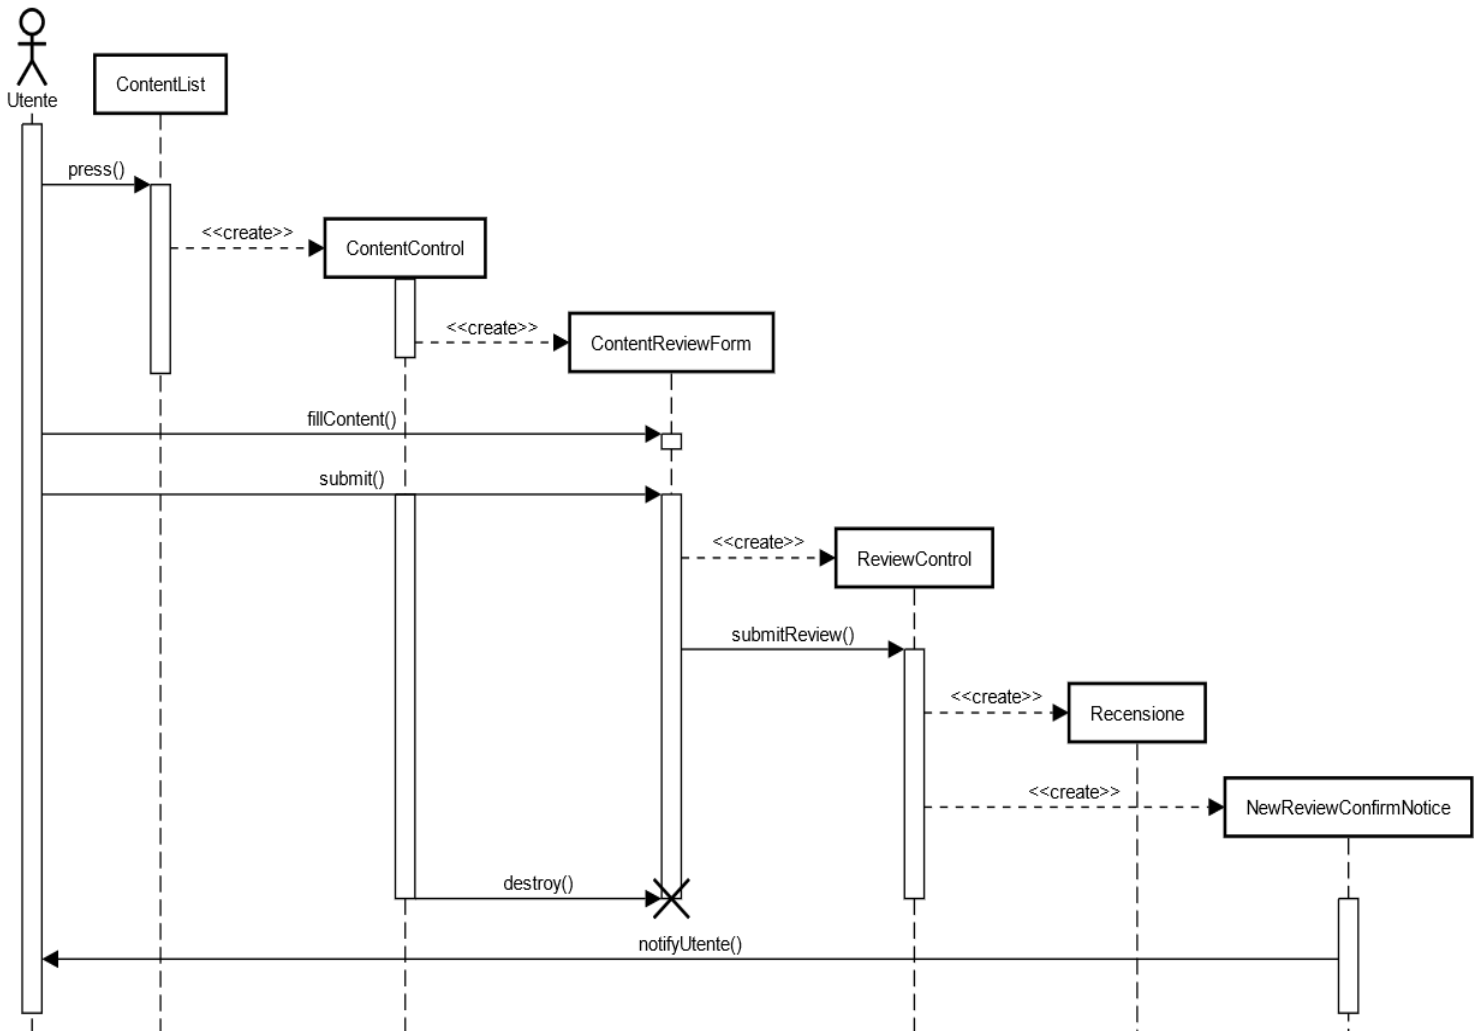 Utente
ContentList
press()
<<create>>
ContentControl
<<create>>
ContentReviewForm
fillContent()
submit()
<<create>>
ReviewControl
submitReview()
<<create>>
Recensione
<<create>>
NewReviewConfirmNotice
destroy()
notifyUtente()